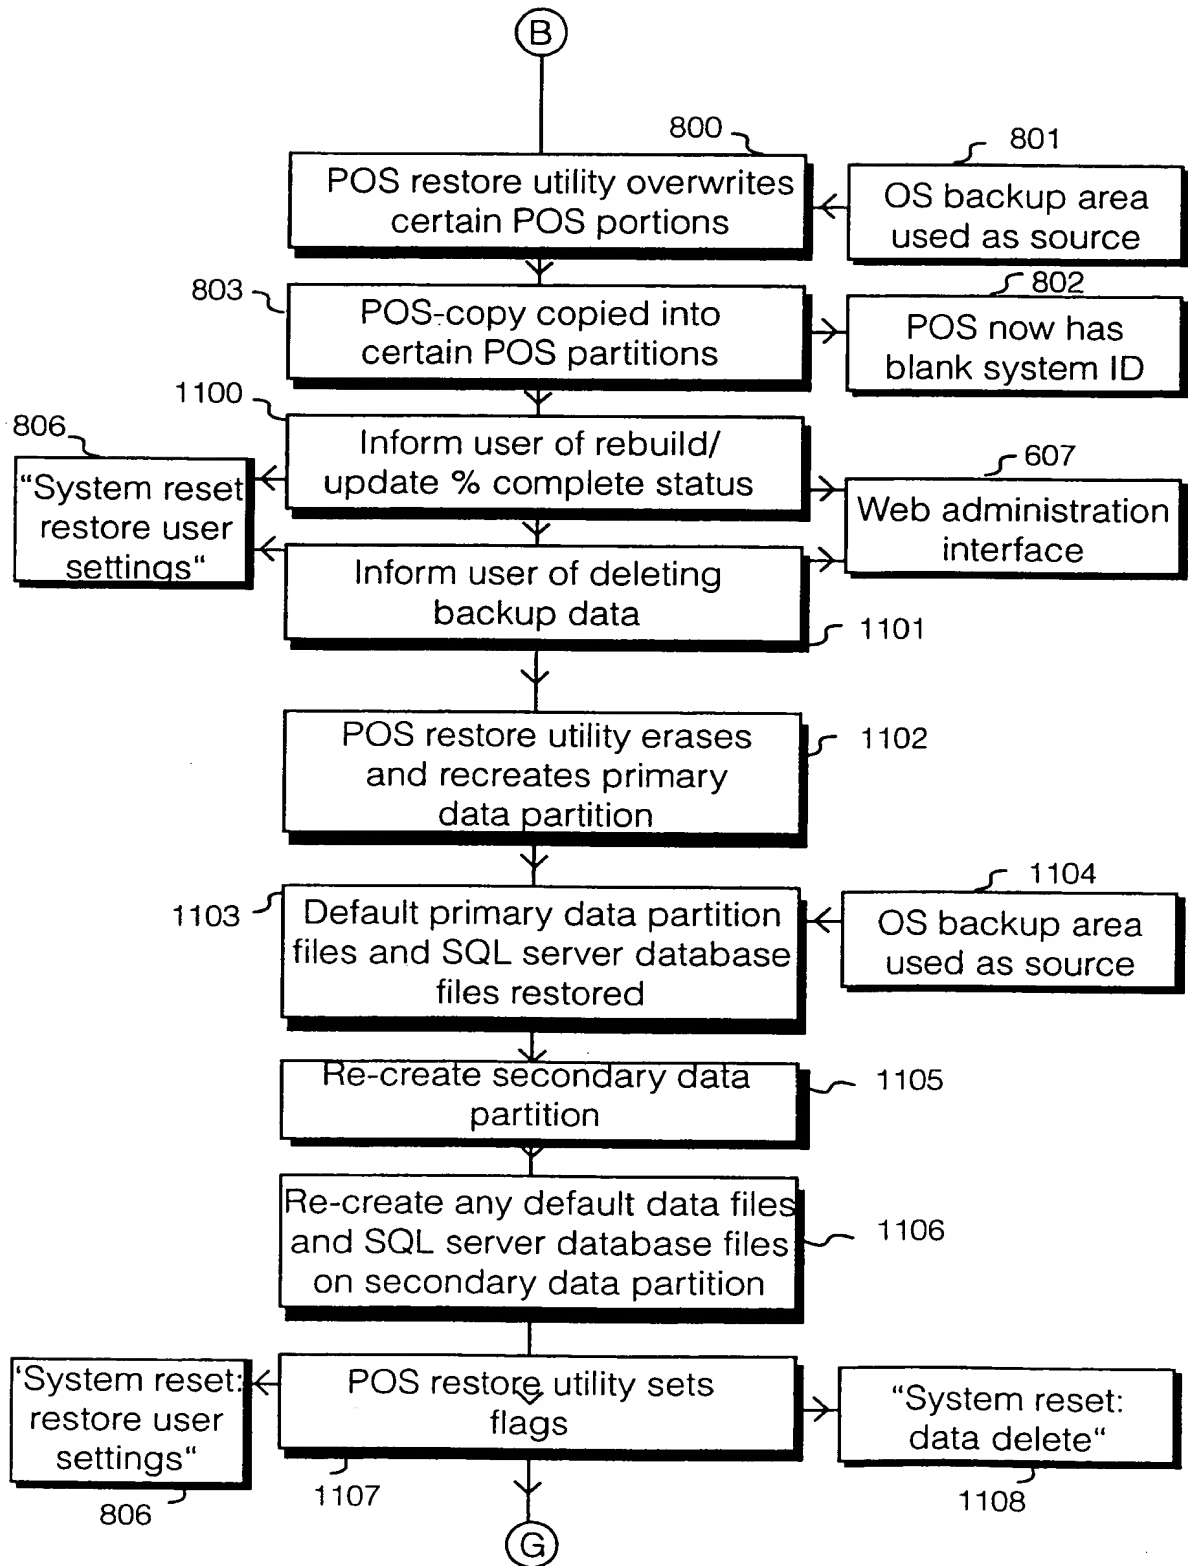 B
800
801
POS restore utility overwrites
certain POS portions
OS backup area
used as source
803
802
POS-copy copied into
certain POS partitions
POS now has
blank system ID
1100
806
Inform user of rebuild/
update % complete status
607
“System reset
restore user
settings“
Web administration
interface
Inform user of deleting
backup data
1101
POS restore utility erases
and recreates primary
data partition
1102
1103
1104
Default primary data partition
files and SQL server database
files restored
OS backup area
used as source
Re-create secondary data
partition
1105
Re-create any default data files
and SQL server database files
on secondary data partition
1106
'System reset:
restore user
settings“
POS restore utility sets
flags
“System reset:
data delete“
806
1107
1108
G